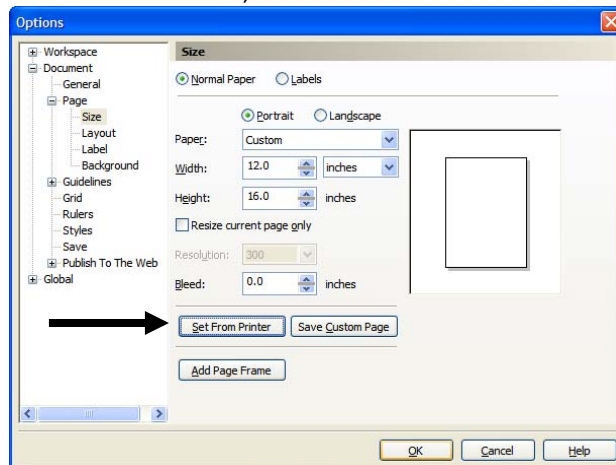 Options
Workspace
Document
General
Page
Size
Layout
Label
Background
Guidelines
Grid
Rulers
Styles
Save
Publish To The Web
Global
Size
Normal Paper Labels
Portrait Landscape
Paper: Custom
Width: 12.0 inches
Height: 16.0 inches
Resize current page only
Resolution: 300
Bleed: 0.0 inches
Set From Printer Save Custom Page
Add Page Frame
OK Cancel Help